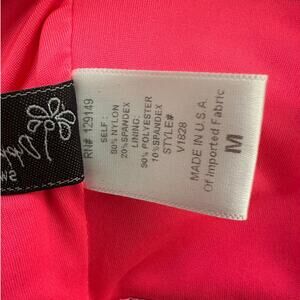 RN# 129149
SELF:
80% NYLON
20%SPANDEX
LINING:
90% POLYESTER
10%SPANDEX
STYLE#
V1828
MADE IN U.S.A.
Of Imported Fabric
M